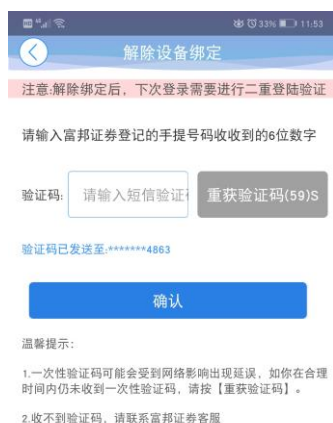 33% 11:53
解除设备绑定
注意:解除绑定后，下次登录需要进行二重登陆验证
请输入富邦证券登记的手提号码收收到的6位数字
验证码: 请输入短信验证 重获验证码(59)S
验证码已发送至:*******4863
确认
温馨提示：
1.一次性验证码可能会受到网络影响出现延误，如你在合理
时间内仍未收到一次性验证码，请按【重获验证码】。
2.收不到验证码，请联系富邦证券客服